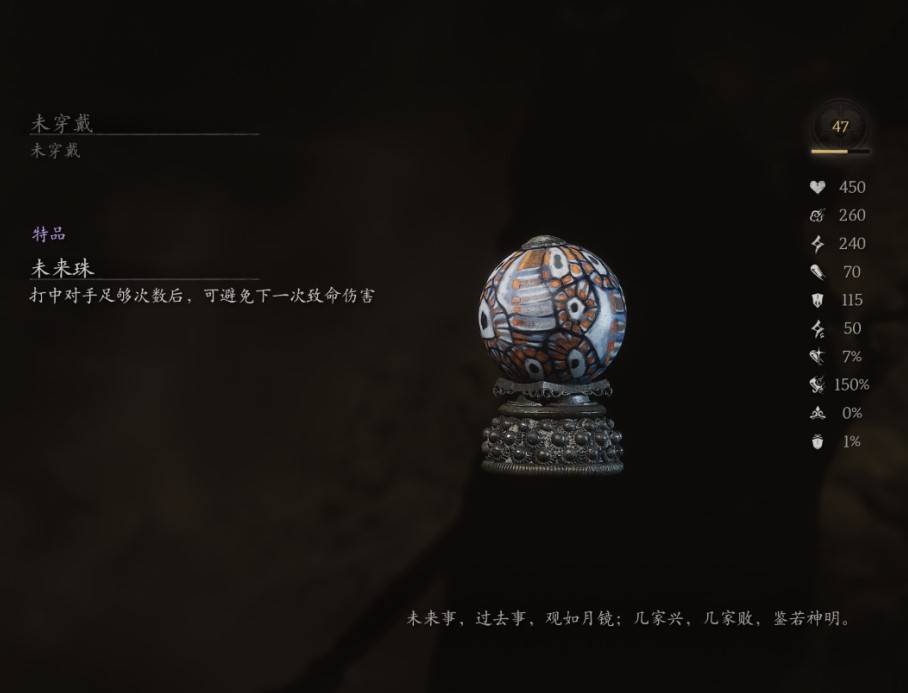 未穿戴
未穿戴
特品
未来珠
打中对手足够次数后，可避免下一次致命伤害
47
450
260
240
70
115
50
7%
150%
0%
1%
未来事，过去事，观如月镜；几家兴，几家败，鉴若神明。